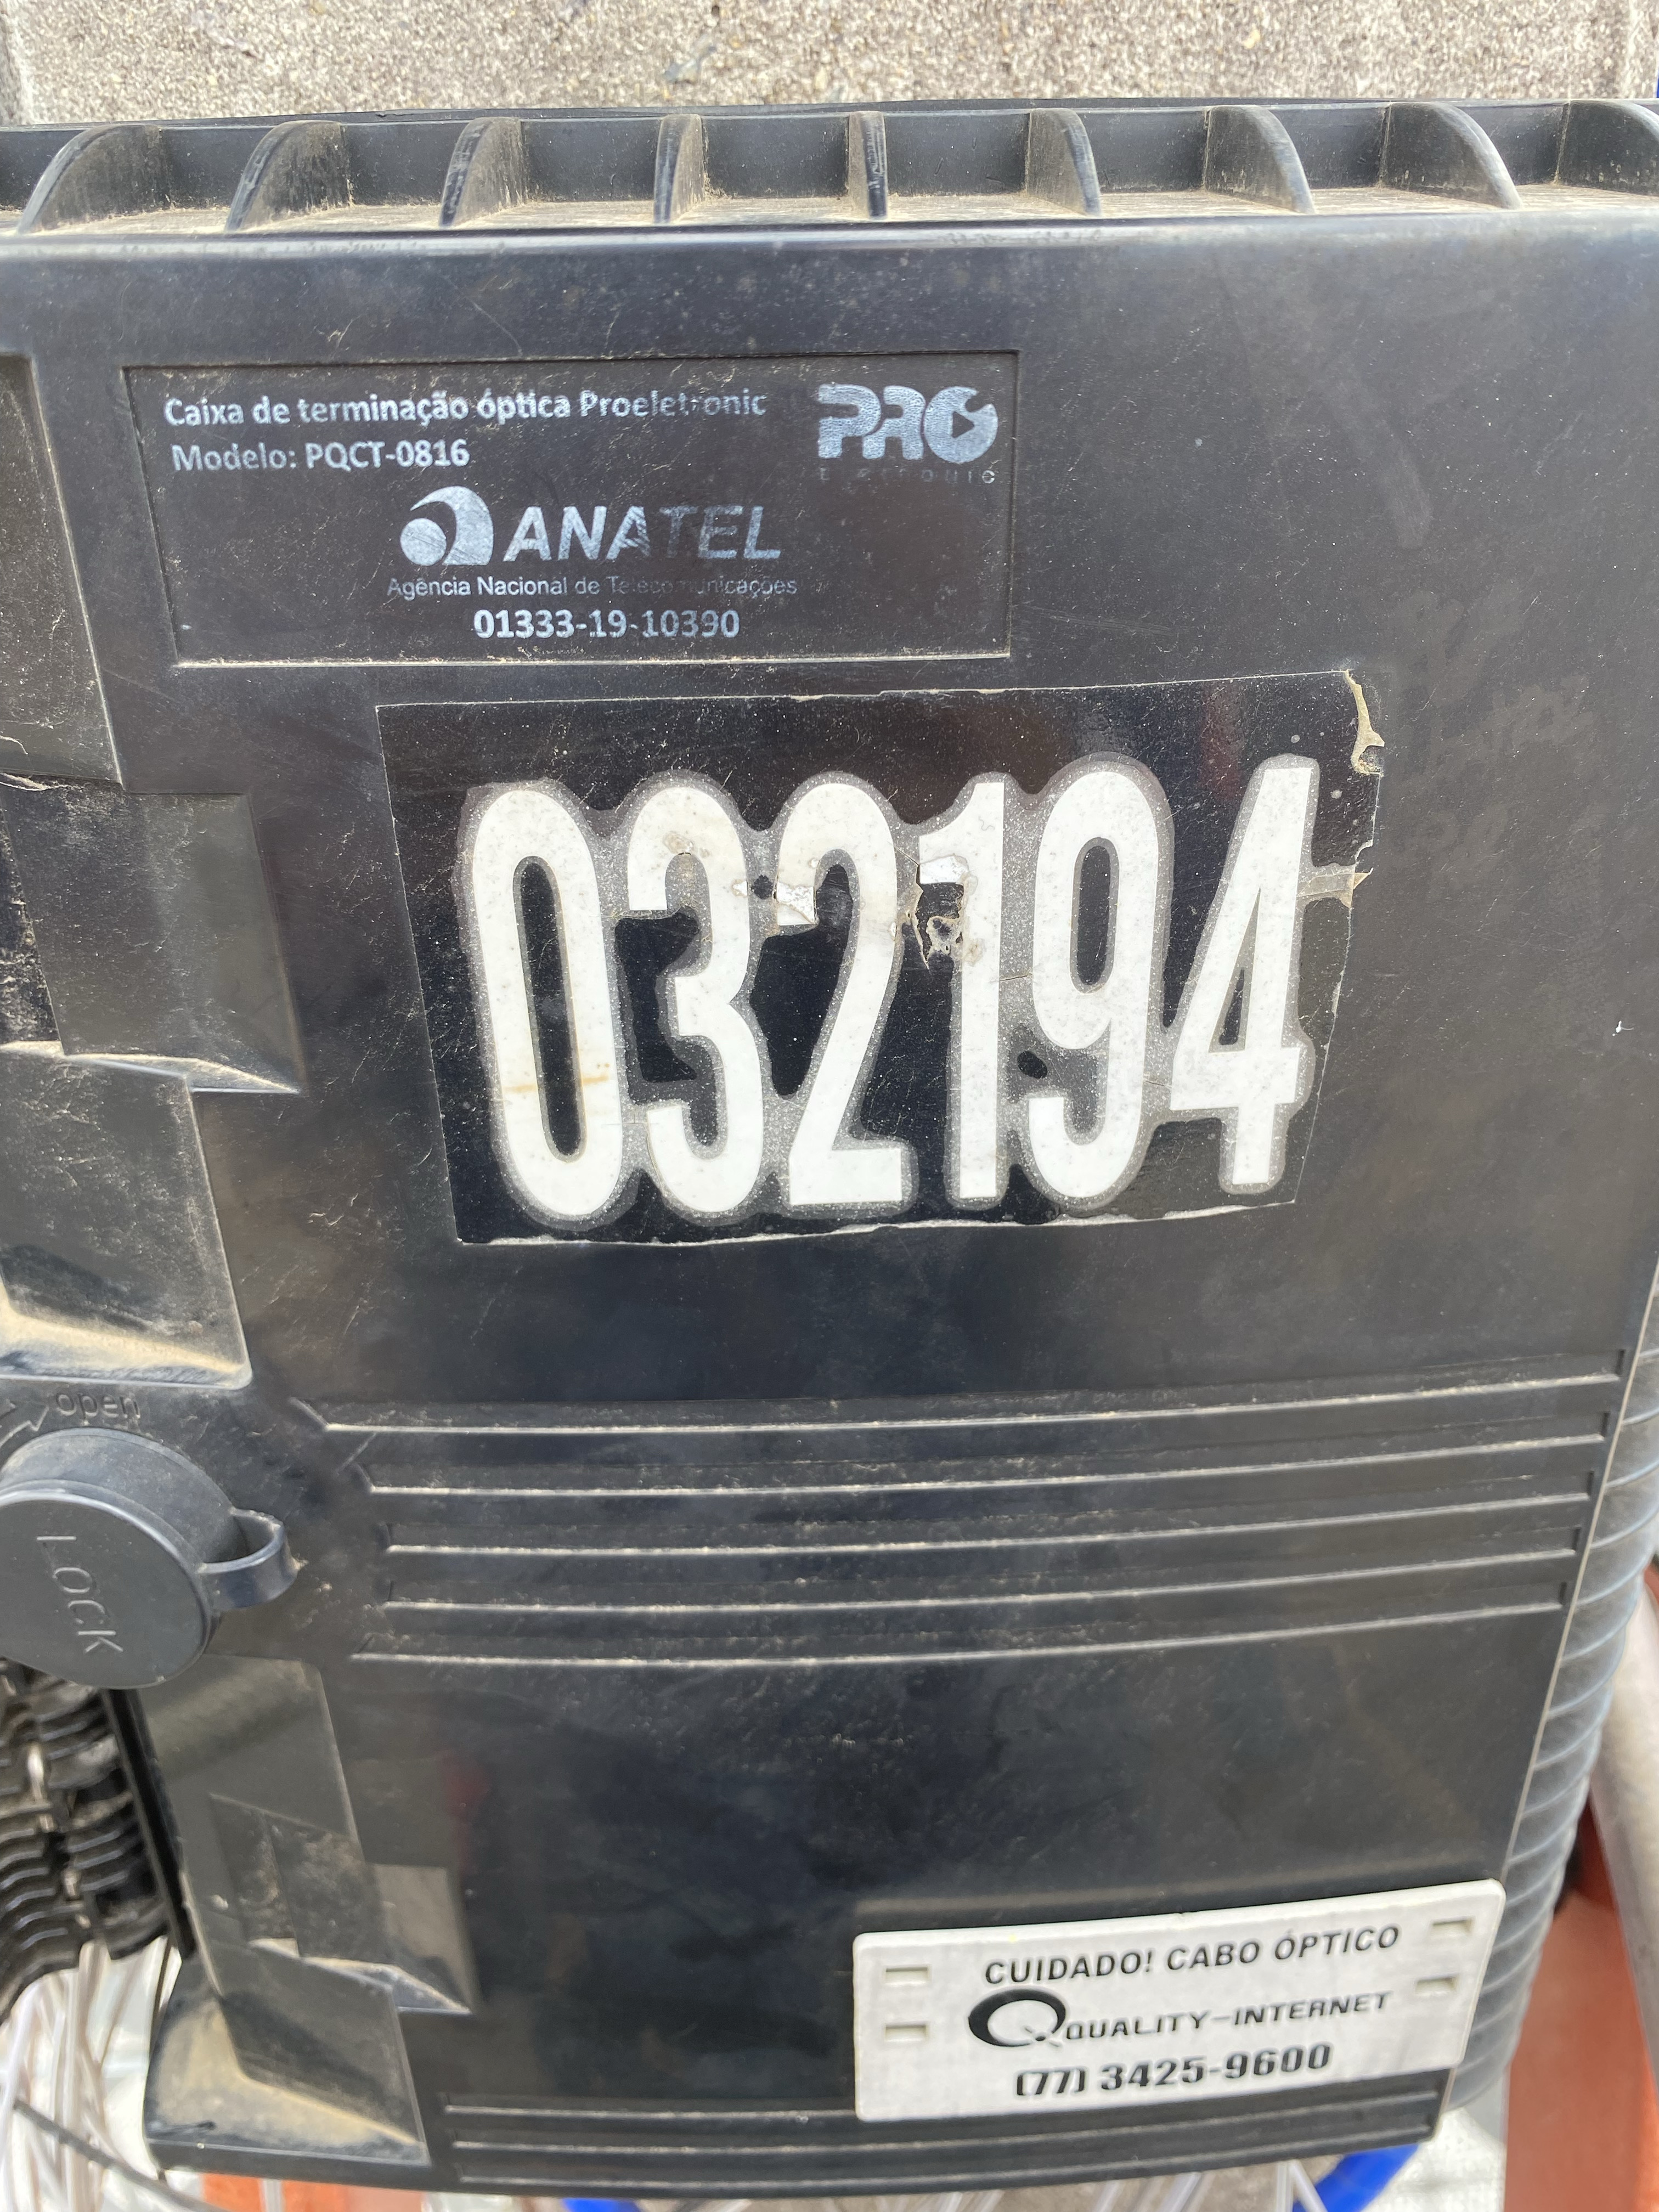 Caixa de terminação óptica Proeletronic
Modelo: PQCT-0816
PRO
Eletronic
ANATEL
Agência Nacional de Telecomunicações
01333-19-10390
032194
open
LOCK
CUIDADO! CABO ÓPTICO
QUALITY-INTERNET
(77) 3425-9600